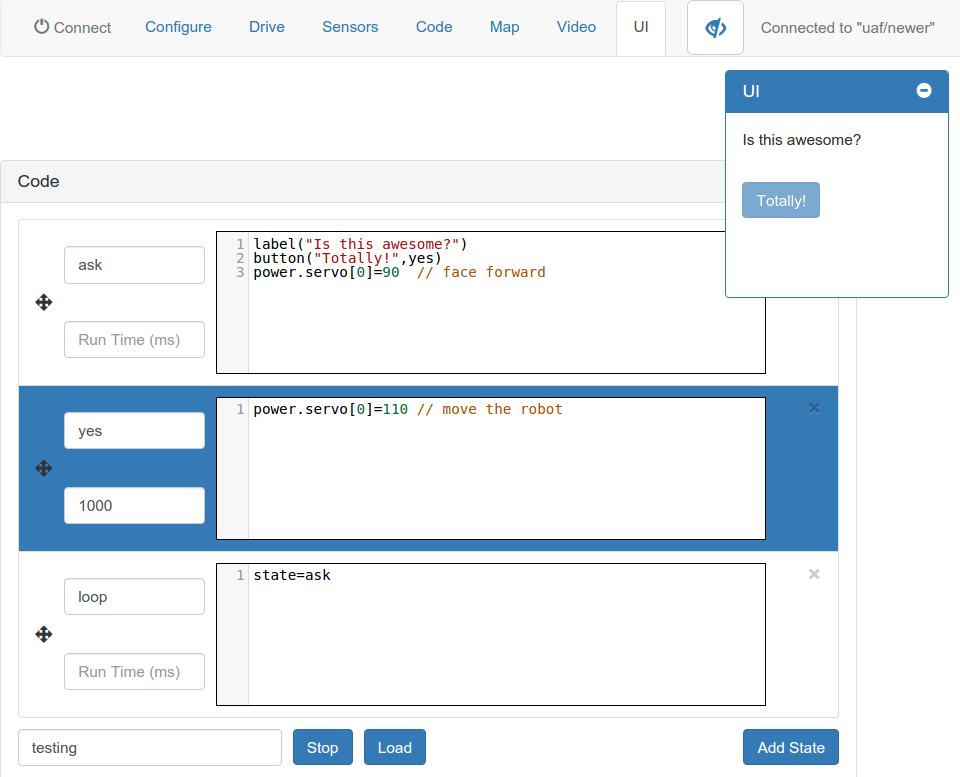 Connect Configure Drive Sensors Code Map Video UI Connected to "uaf/newer"
UI
Is this awesome?
Totally!
Code
ask
Run Time (ms)
1 label("Is this awesome?")
2 button("Totally!",yes)
3 power.servo[0]=90  // face forward
yes
1000
1 power.servo[0]=110 // move the robot
loop
Run Time (ms)
1 state=ask
testing Stop Load Add State